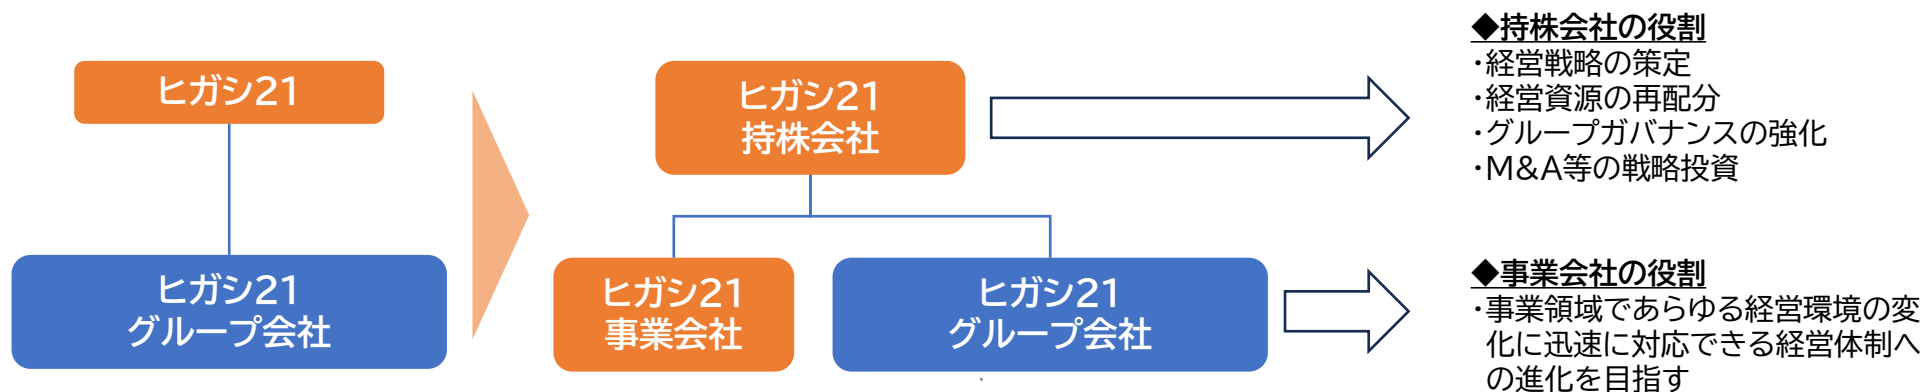 ヒガシ21
ヒガシ21
グループ会社
ヒガシ21
持株会社
ヒガシ21
事業会社
ヒガシ21
グループ会社
◆持株会社の役割
・経営戦略の策定
・経営資源の再配分
・グループガバナンスの強化
・M&A等の戦略投資
◆事業会社の役割
・事業領域であらゆる経営環境の変
化に迅速に対応できる経営体制へ
の進化を目指す